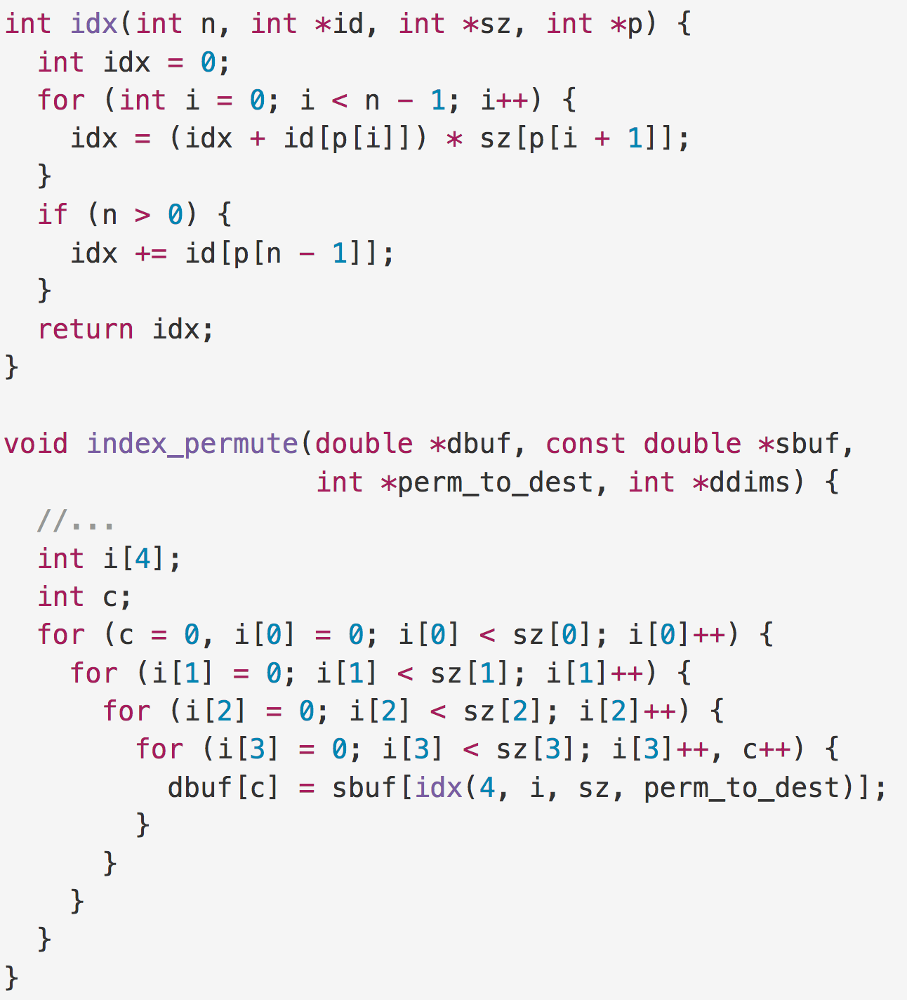 int idx(int n, int *id, int *sz, int *p) {
  int idx = 0;
  for (int i = 0; i < n - 1; i++) {
    idx = (idx + id[p[i]]) * sz[p[i + 1]];
  }
  if (n > 0) {
    idx += id[p[n - 1]];
  }
  return idx;
}

void index_permute(double *dbuf, const double *sbuf,
                   int *perm_to_dest, int *ddims) {
  //...
  int i[4];
  int c;
  for (c = 0, i[0] = 0; i[0] < sz[0]; i[0]++) {
    for (i[1] = 0; i[1] < sz[1]; i[1]++) {
      for (i[2] = 0; i[2] < sz[2]; i[2]++) {
        for (i[3] = 0; i[3] < sz[3]; i[3]++, c++) {
          dbuf[c] = sbuf[idx(4, i, sz, perm_to_dest)];
        }
      }
    }
  }
}